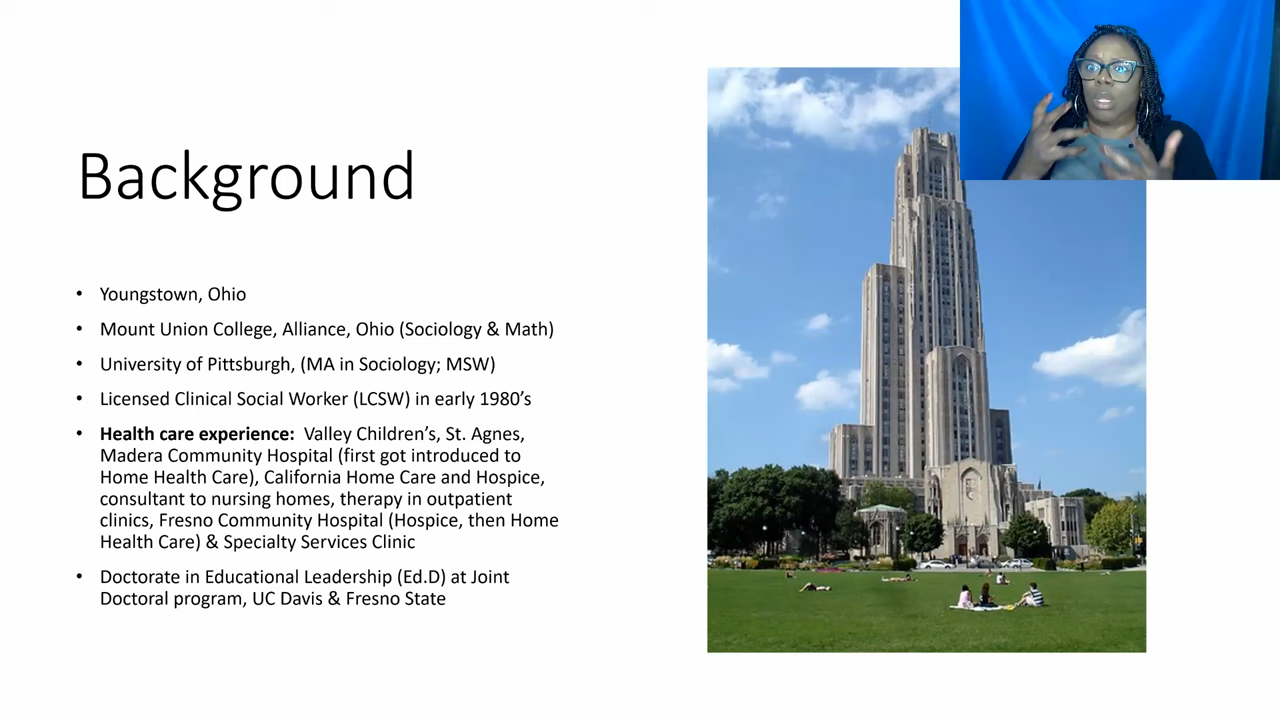 Background
• Youngstown, Ohio
• Mount Union College, Alliance, Ohio (Sociology & Math)
• University of Pittsburgh, (MA in Sociology; MSW)
• Licensed Clinical Social Worker (LCSW) in early 1980’s
• Health care experience:  Valley Children’s, St. Agnes,
Madera Community Hospital (first got introduced to
Home Health Care), California Home Care and Hospice,
consultant to nursing homes, therapy in outpatient
clinics, Fresno Community Hospital (Hospice, then Home
Health Care) & Specialty Services Clinic
• Doctorate in Educational Leadership (Ed.D) at Joint
Doctoral program, UC Davis & Fresno State